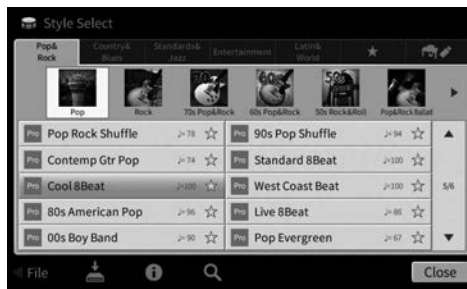 Style Select
Pop& Rock
Country& Blues
Standards& Jazz
Entertainment
Latin& World
Pop
Rock
70s Pop&Rock
60s Pop&Rock
50s Rock&Roll
Pop&Rock Ballad
Pro Pop Rock Shuffle ♩= 78
Pro 90s Pop Shuffle ♩= 94
Pro Contemp Gtr Pop ♩= 74
Pro Standard 8Beat ♩=100
Pro Cool 8Beat ♩=100
Pro West Coast Beat ♩=100
5/6
Pro 80s American Pop ♩= 96
Pro Live 8Beat ♩= 86
Pro 00s Boy Band ♩= 90
Pro Pop Evergreen ♩= 67
File
Close